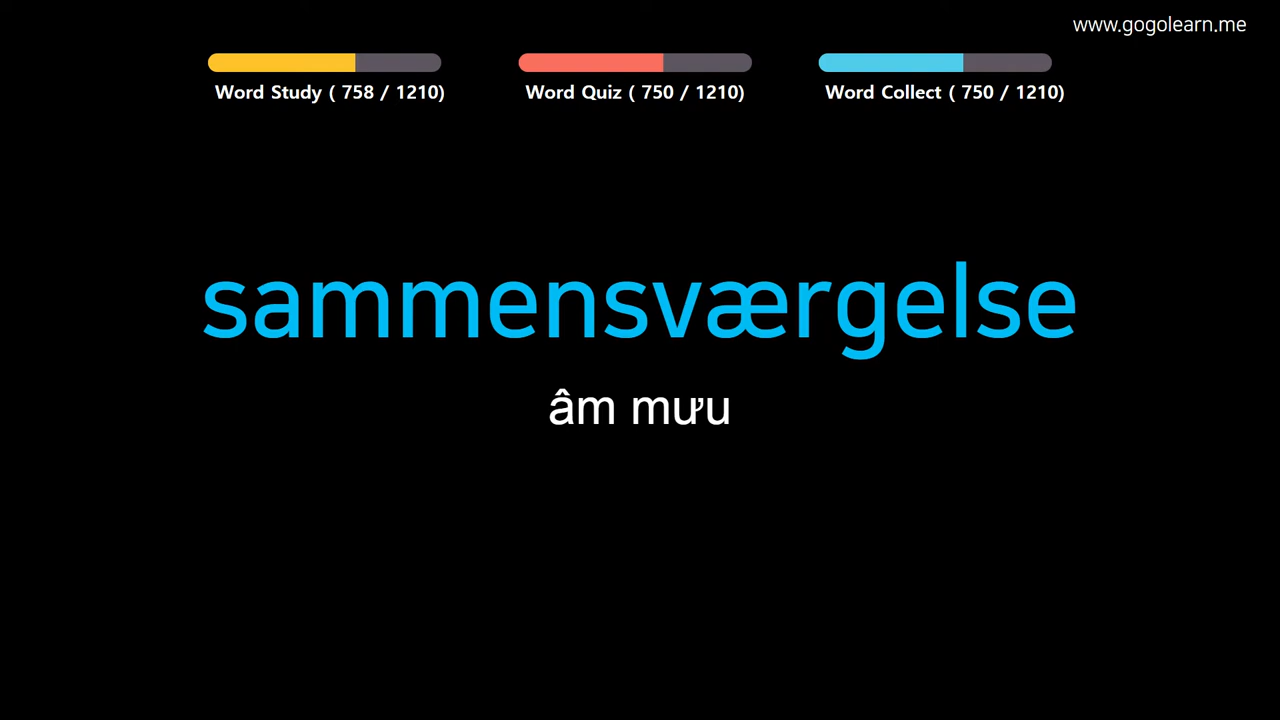 www.gogolearn.me
Word Study ( 758 / 1210)
Word Quiz ( 750 / 1210)
Word Collect ( 750 / 1210)
sammensværgelse
âm mưu